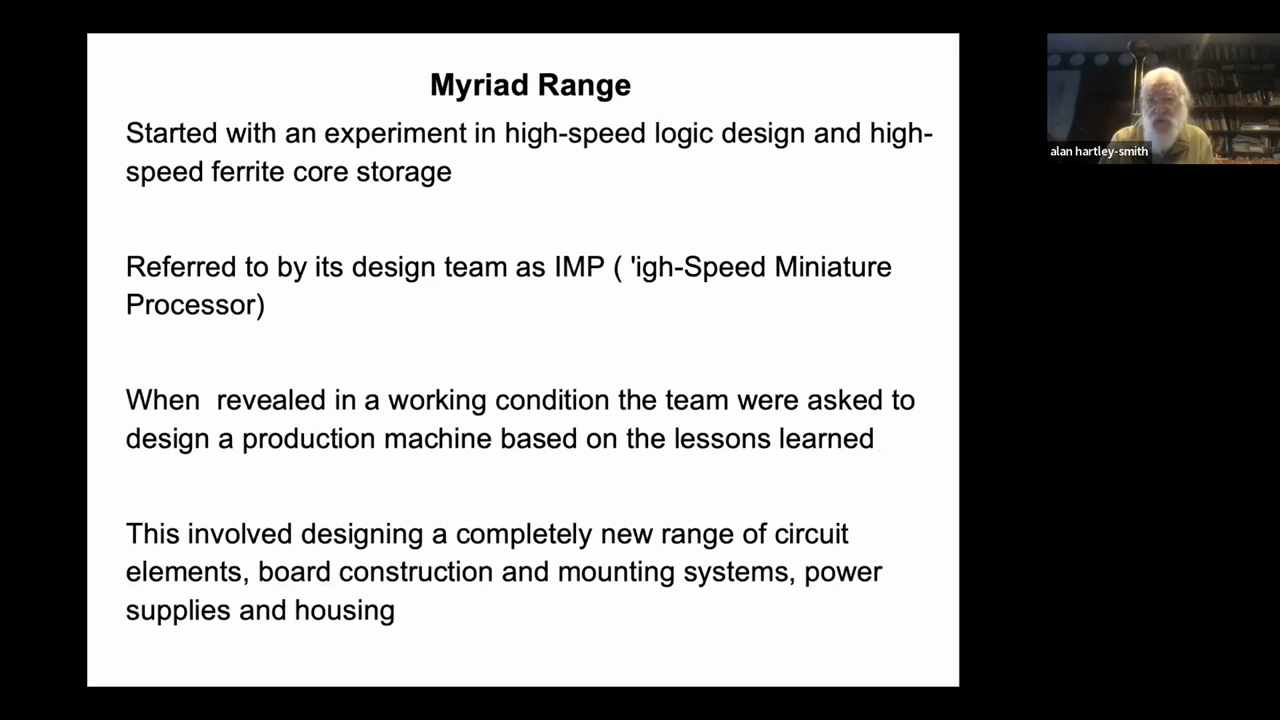 Myriad Range
Started with an experiment in high-speed logic design and high-
speed ferrite core storage
Referred to by its design team as IMP ( 'igh-Speed Miniature
Processor)
When  revealed in a working condition the team were asked to
design a production machine based on the lessons learned
This involved designing a completely new range of circuit
elements, board construction and mounting systems, power
supplies and housing
alan hartley-smith